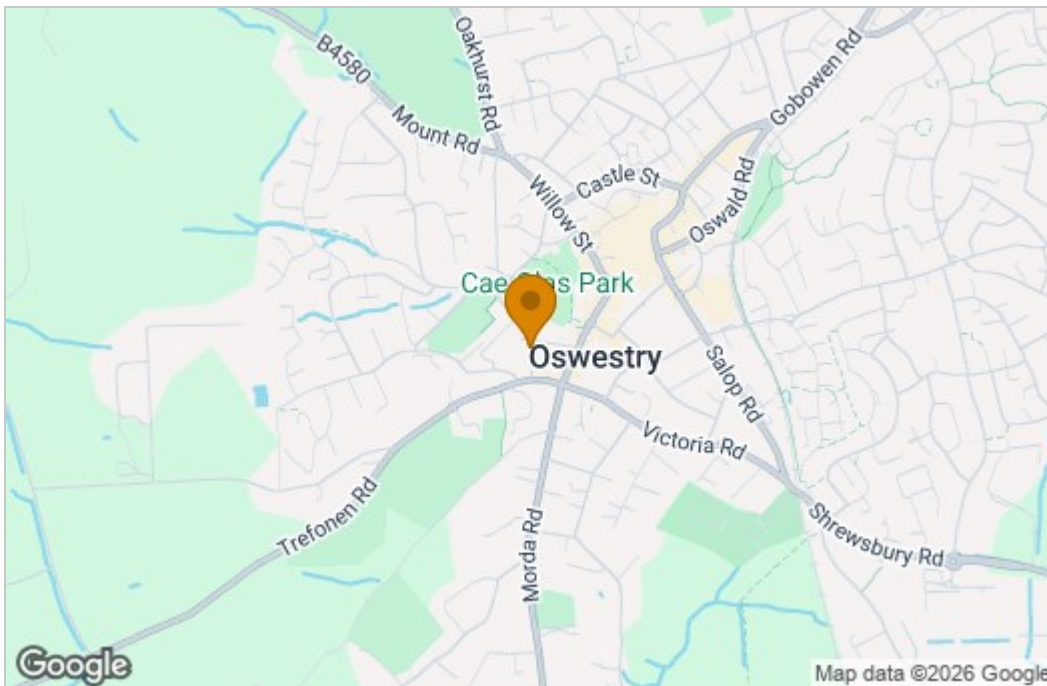 B4580
Oakhurst Rd
Gobowen Rd
Mount Rd
Castle St
Willow St
Oswald Rd
Cae Glas Park
Oswestry
Salop Rd
Victoria Rd
Trefonen Rd
Morda Rd
Shrewsbury Rd
Google
Map data ©2026 Google